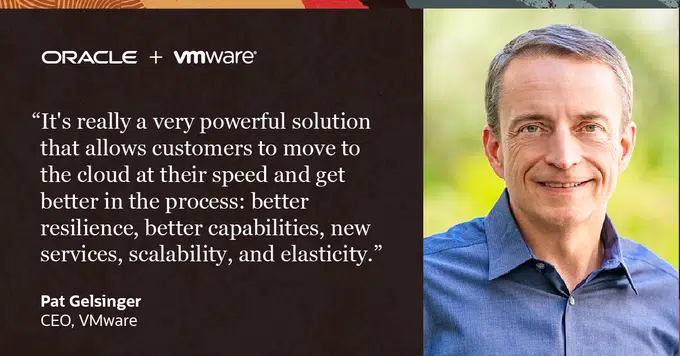 ORACLE + vmware®
“It's really a very powerful solution
that allows customers to move to
the cloud at their speed and get
better in the process: better
resilience, better capabilities, new
services, scalability, and elasticity.”
Pat Gelsinger
CEO, VMware